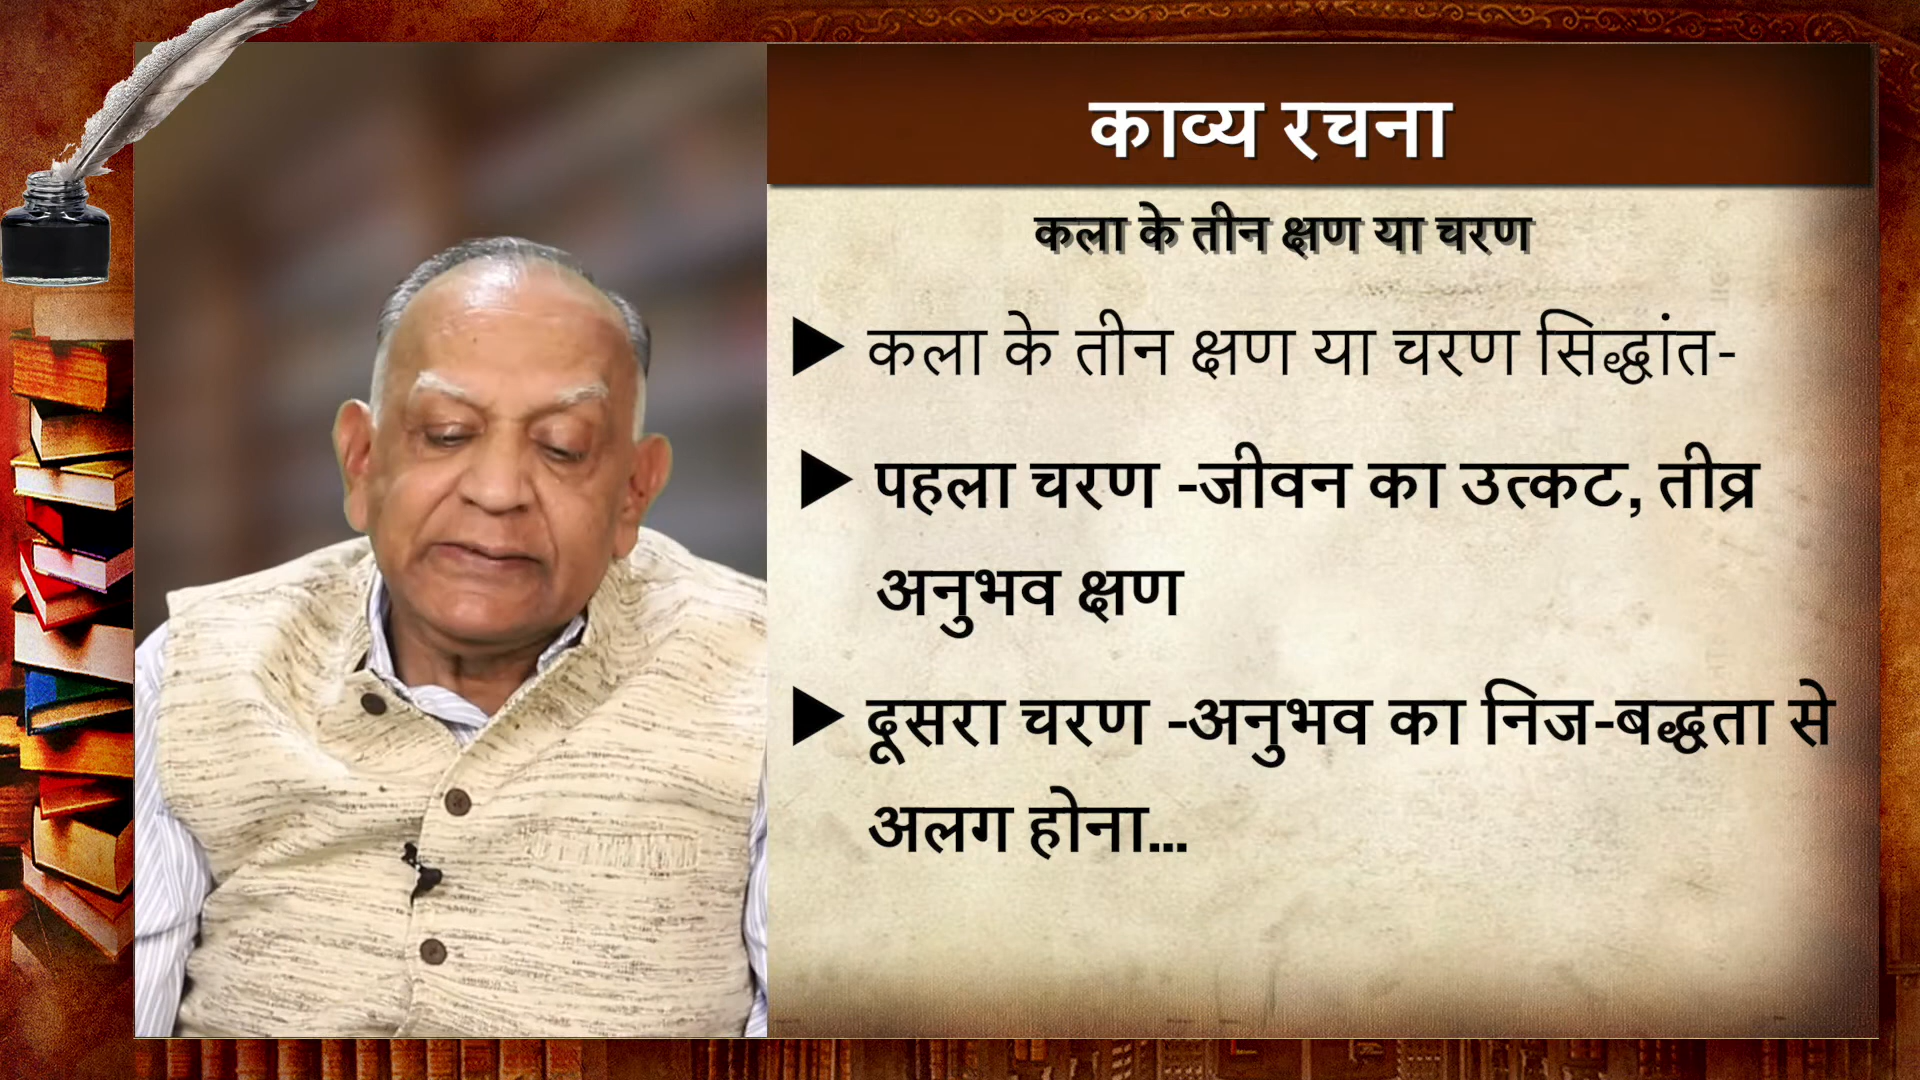 काव्य रचना
कला के तीन क्षण या चरण
कला के तीन क्षण या चरण सिद्धांत-
पहला चरण -जीवन का उत्कट, तीव्र
अनुभव क्षण
दूसरा चरण -अनुभव का निज-बद्धता से
अलग होना...